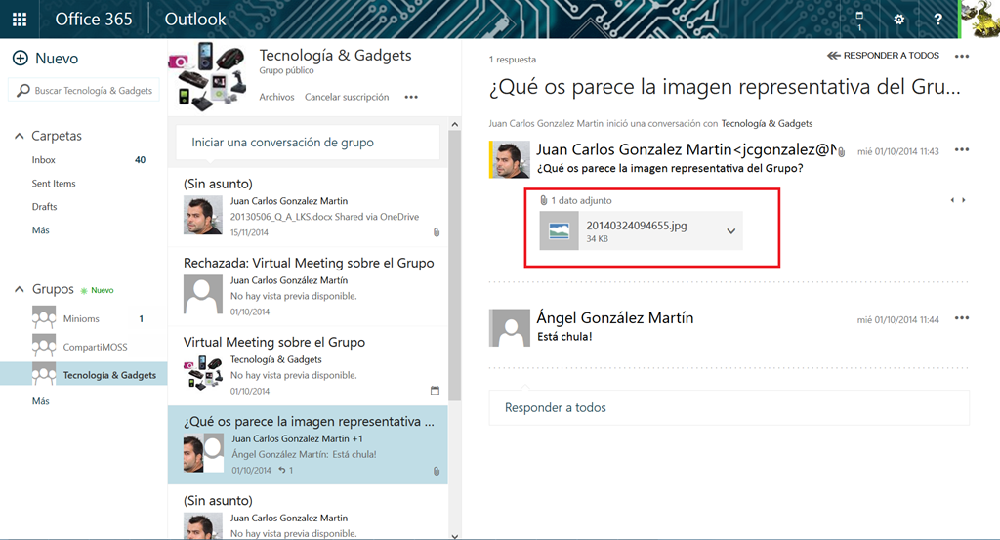 Office 365
Outlook
1
?
Nuevo
Buscar Tecnología & Gadgets
Carpetas
Inbox 40
Sent Items
Drafts
Más
Grupos Nuevo
Minioms 1
CompartiMOSS
Tecnología & Gadgets
Más
Tecnología & Gadgets
Grupo público
Archivos Cancelar suscripción
Iniciar una conversación de grupo
(Sin asunto)
Juan Carlos Gonzalez Martin
20130506_Q_A_LKS.docx Shared via OneDrive
15/11/2014
Rechazada: Virtual Meeting sobre el Grupo
Juan Carlos González Martín
No hay vista previa disponible.
01/10/2014
Virtual Meeting sobre el Grupo
Tecnología & Gadgets
No hay vista previa disponible.
01/10/2014
¿Qué os parece la imagen representativa ...
Juan Carlos Gonzalez Martin +1
Ángel González Martín: Está chula!
01/10/2014 1
(Sin asunto)
Juan Carlos Gonzalez Martin
No hay vista previa disponible.
1 respuesta
RESPONDER A TODOS
¿Qué os parece la imagen representativa del Gru...
Juan Carlos Gonzalez Martin inició una conversación con Tecnología & Gadgets
Juan Carlos Gonzalez Martin<jcgonzalez@
mié 01/10/2014 11:43
¿Qué os parece la imagen representativa del Grupo?
1 dato adjunto
20140324094655.jpg
34 KB
Ángel González Martín
mié 01/10/2014 11:44
Está chula!
Responder a todos